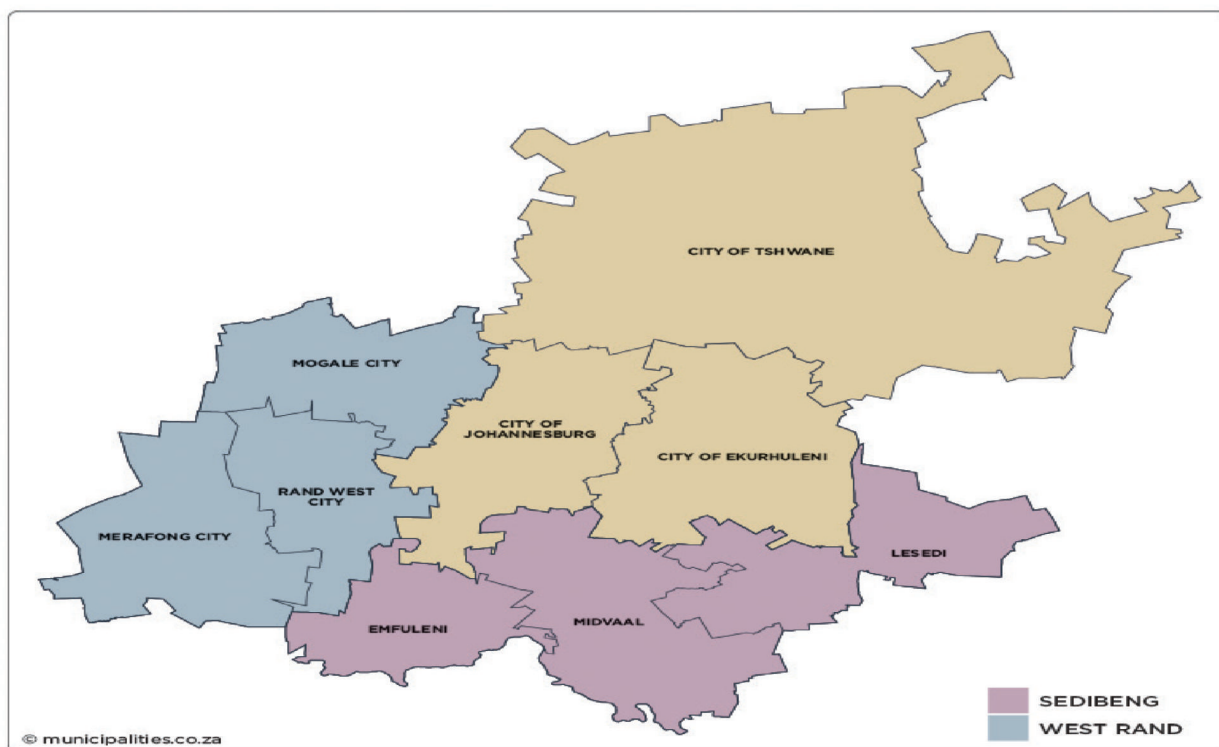 CITY OF TSHWANE
MOGALE CITY
CITY OF
JOHANNESBURG
CITY OF EKURHULENI
RAND WEST
CITY
MERAFONG CITY
LESEDI
EMFULENI
MIDVAAL
SEDIBENG
WEST RAND
© municipalities.co.za